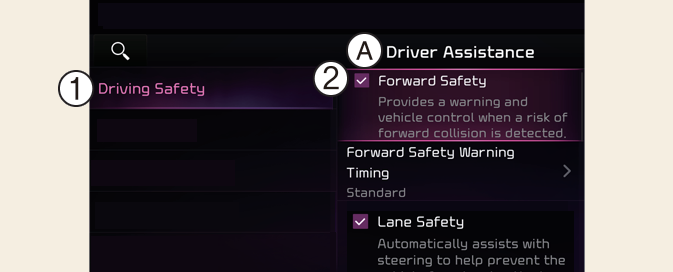 A Driver Assistance
1 Driving Safety
2 Forward Safety
Provides a warning and
vehicle control when a risk of
forward collision is detected.
Forward Safety Warning
Timing
Standard
Lane Safety
Automatically assists with
steering to help prevent the